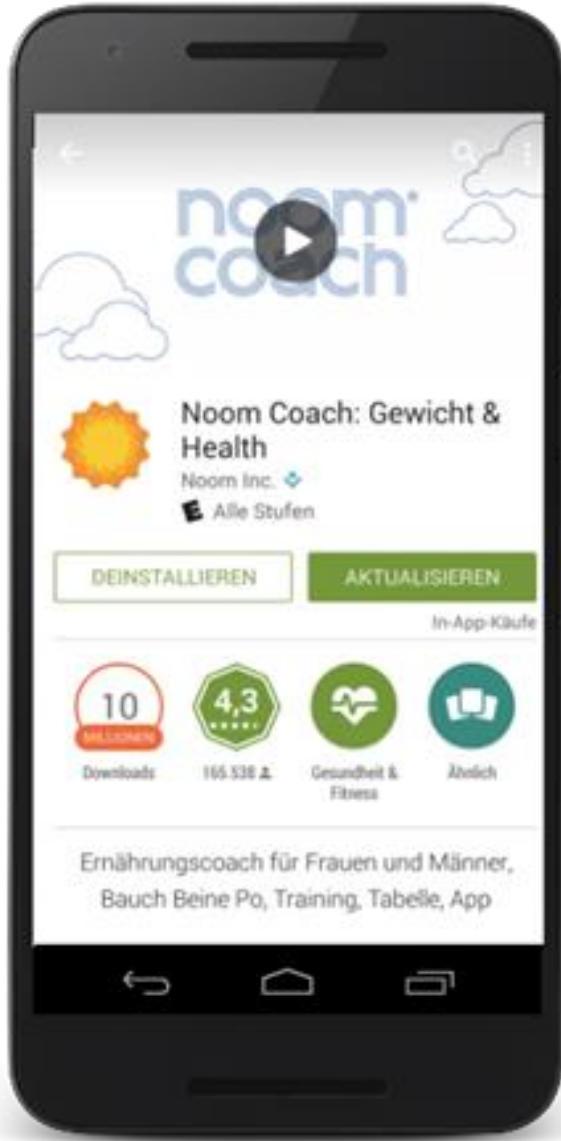 noom
coach
Noom Coach: Gewicht &
Health
Noom Inc.
E Alle Stufen
DEINSTALLIEREN
AKTUALISIEREN
In-App-Käufe
10
MILLIONEN
Downloads
4,3
165.538
Gesundheit &
Fitness
Ähnlich
Ernährungscoach für Frauen und Männer,
Bauch Beine Po, Training, Tabelle, App